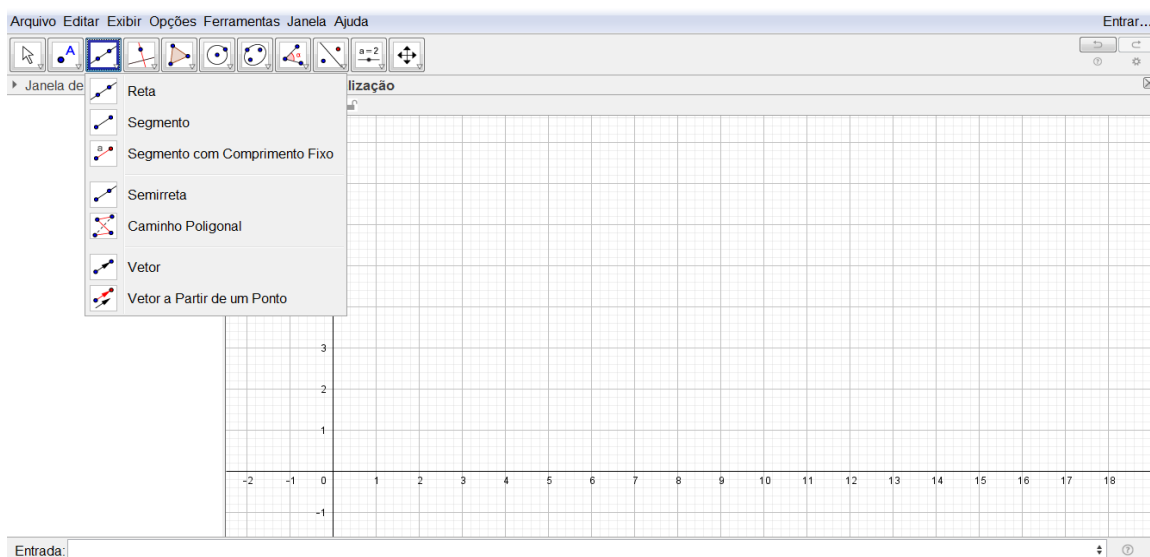 Arquivo Editar Exibir Opções Ferramentas Janela Ajuda Entrar...
A
a=2
Janela de
lização
Reta
Segmento
a
Segmento com Comprimento Fixo
Semirreta
Caminho Poligonal
Vetor
Vetor a Partir de um Ponto
3
2
1
-2 -1 0 1 2 3 4 5 6 7 8 9 10 11 12 13 14 15 16 17 18
-1
Entrada: